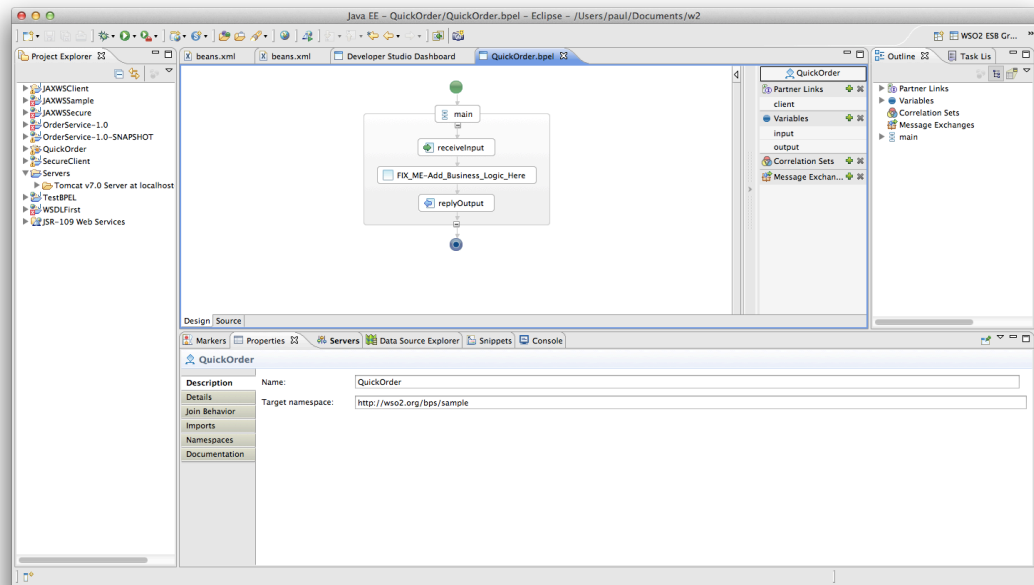 Java EE – QuickOrder/QuickOrder.bpel – Eclipse – /Users/paul/Documents/w2
WSO2 ESB Gr... »
Project Explorer
JAXWSClient
JAXWSSample
JAXWSSecure
OrderService-1.0
OrderService-1.0-SNAPSHOT
QuickOrder
SecureClient
Servers
Tomcat v7.0 Server at localhost
TestBPEL
WSDLFirst
JSR-109 Web Services
beans.xml
beans.xml
Developer Studio Dashboard
QuickOrder.bpel
main
receiveInput
FIX_ME-Add_Business_Logic_Here
replyOutput
QuickOrder
Partner Links
client
Variables
input
output
Correlation Sets
Message Exchan...
Design
Source
Outline
Task Lis
Partner Links
Variables
Correlation Sets
Message Exchanges
main
Markers
Properties
Servers
Data Source Explorer
Snippets
Console
QuickOrder
Description
Details
Join Behavior
Imports
Namespaces
Documentation
Name:
QuickOrder
Target namespace:
http://wso2.org/bps/sample